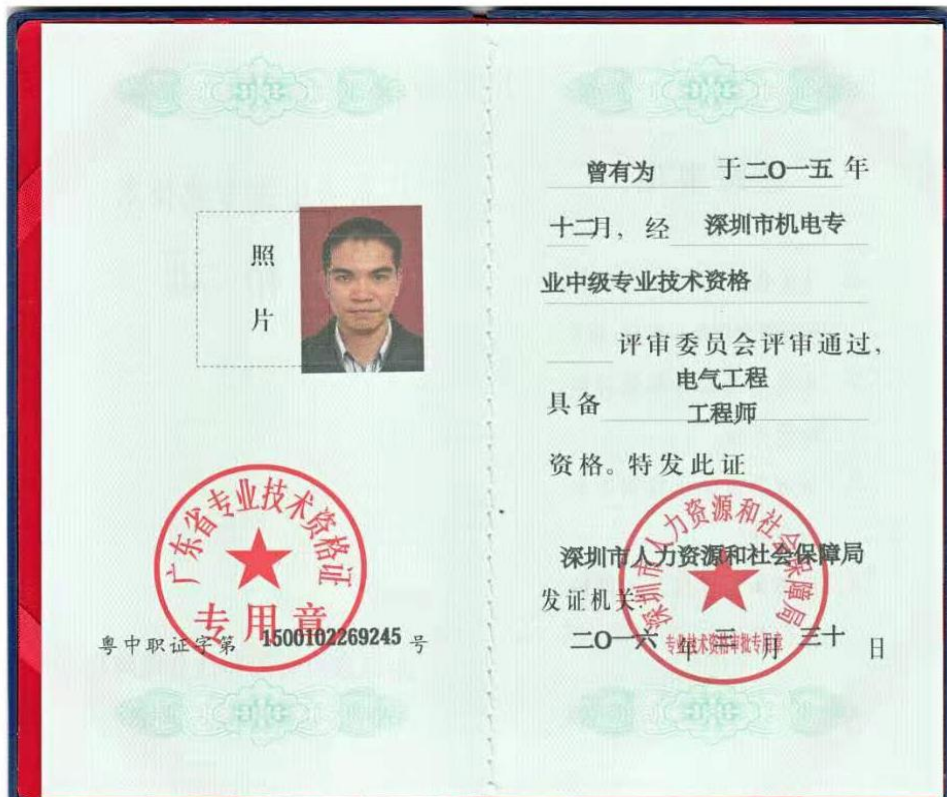 照
片
广东省专业技术资格证
专用章
粤中职证字第 1500102269245 号
曾有为 于二O一五年
十二月，经 深圳市机电专
业中级专业技术资格
评审委员会评审通过，
电气工程
具备 工程师
资格。特发此证
深圳市人力资源和社会保障局
发证机关：
深圳市人力资源和社会保障局
专业技术资格审批专用章
二O一六 年 三 月 三十 日